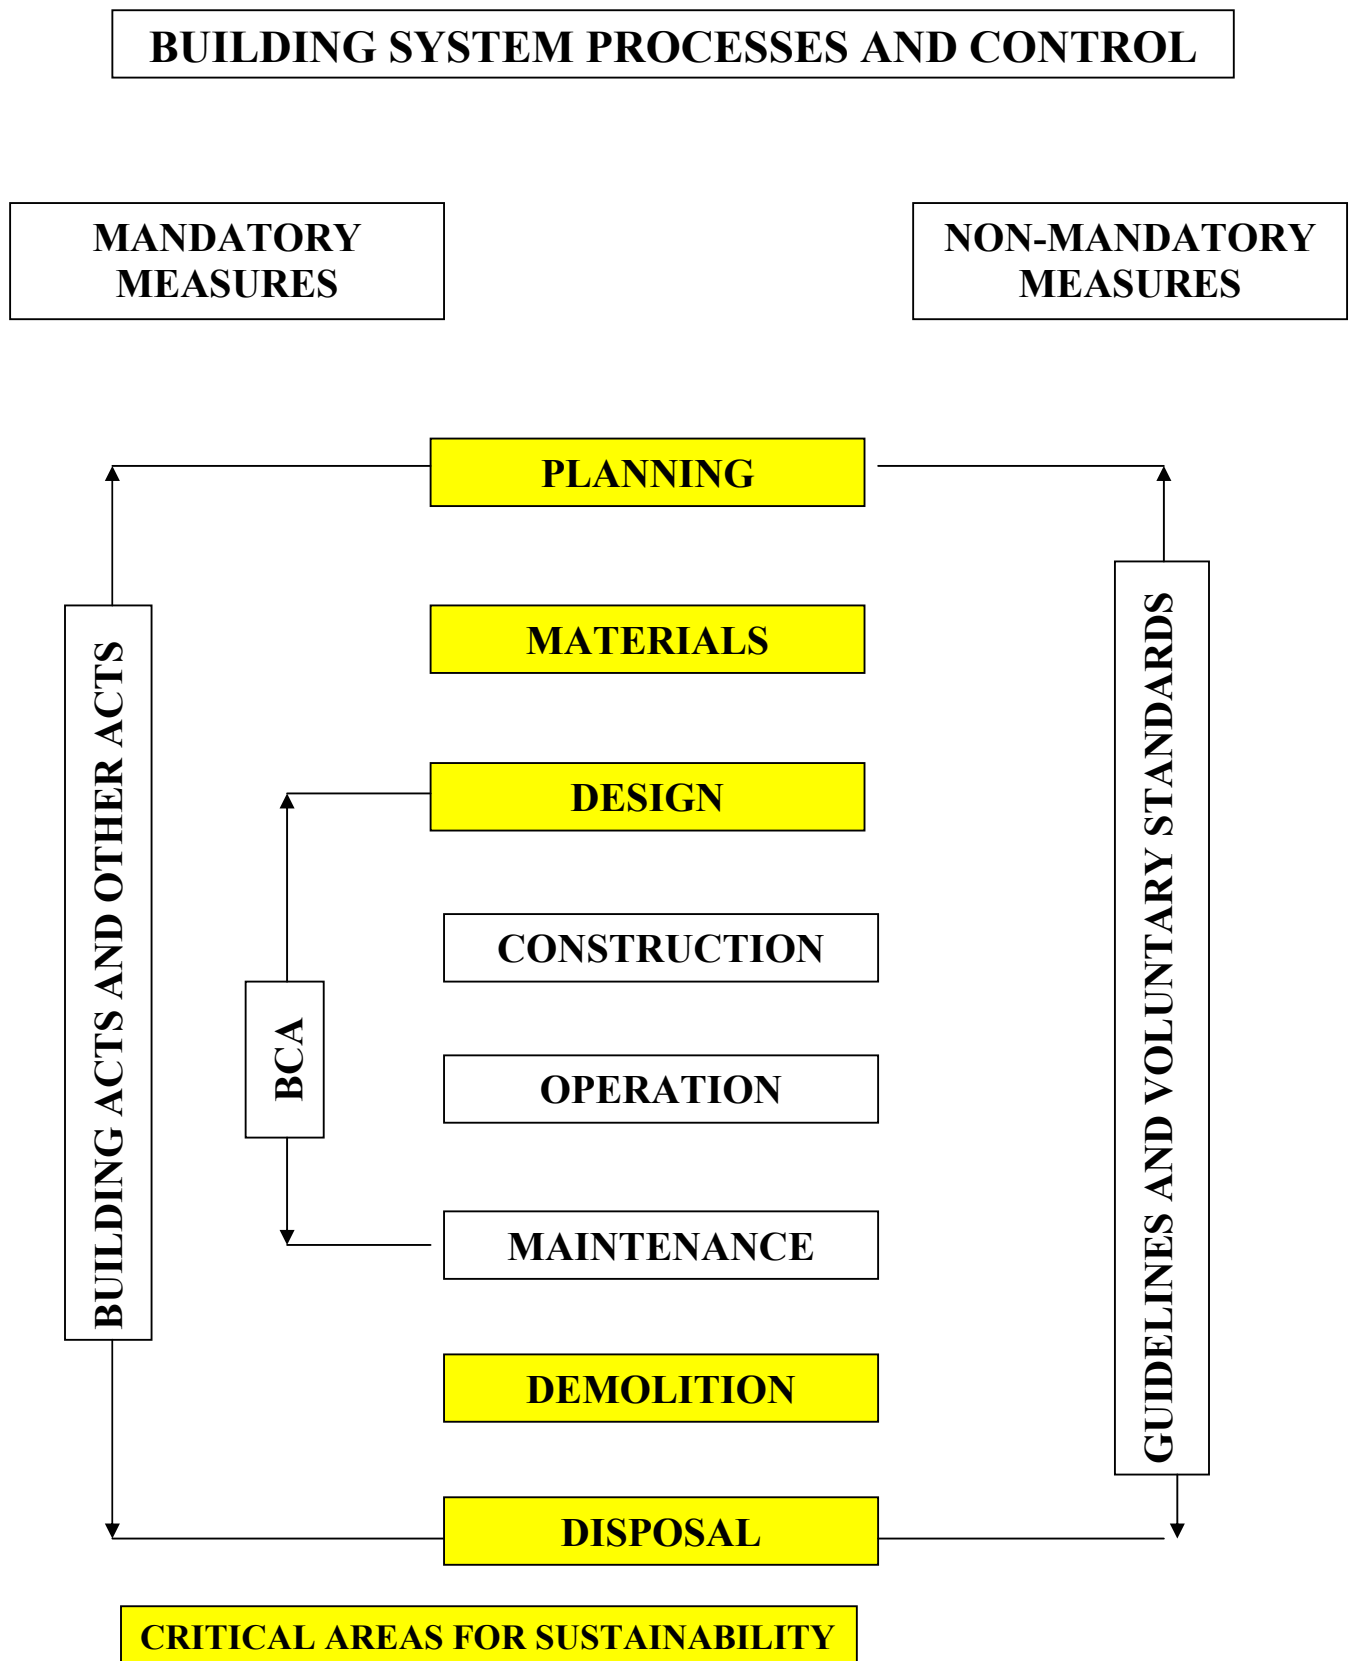 BUILDING SYSTEM PROCESSES AND CONTROL
MANDATORY
MEASURES
NON-MANDATORY
MEASURES
PLANNING
MATERIALS
DESIGN
CONSTRUCTION
OPERATION
MAINTENANCE
DEMOLITION
DISPOSAL
BUILDING ACTS AND OTHER ACTS
BCA
GUIDELINES AND VOLUNTARY STANDARDS
CRITICAL AREAS FOR SUSTAINABILITY